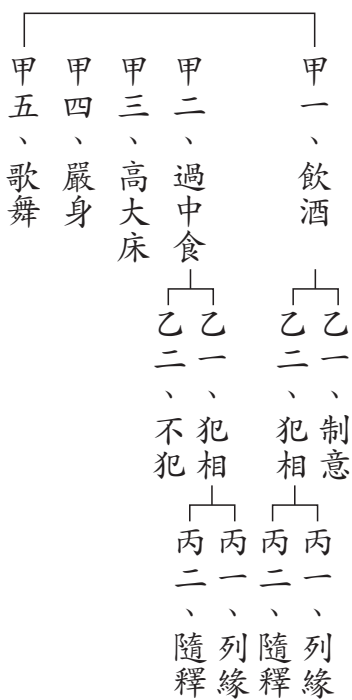 甲一、飲酒
乙一、制意
乙二、犯相
丙一、列緣
丙二、隨釋
甲二、過中食
乙一、犯相
丙一、列緣
丙二、隨釋
乙二、不犯
甲三、高大床
甲四、嚴身
甲五、歌舞